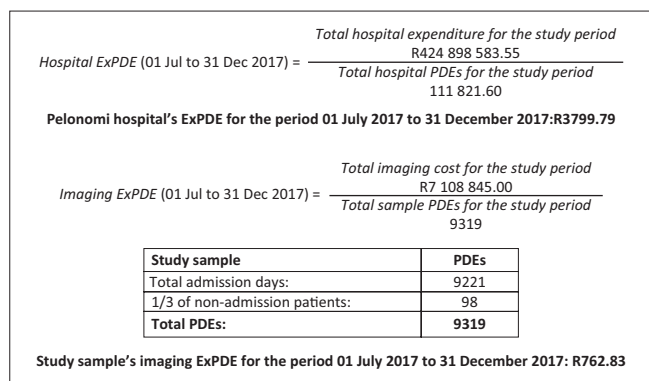 Total hospital expenditure for the study period
R424 898 583.55
Hospital ExPDE (01 Jul to 31 Dec 2017) =
Total hospital PDEs for the study period
111 821.60
Pelonomi hospital's ExPDE for the period 01 July 2017 to 31 December 2017:R3799.79
Total imaging cost for the study period
R7 108 845.00
Imaging ExPDE (01 Jul to 31 Dec 2017) =
Total sample PDEs for the study period
9319
Study sample PDEs
Total admission days: 9221
1/3 of non-admission patients: 98
Total PDEs: 9319
Study sample's imaging ExPDE for the period 01 July 2017 to 31 December 2017: R762.83